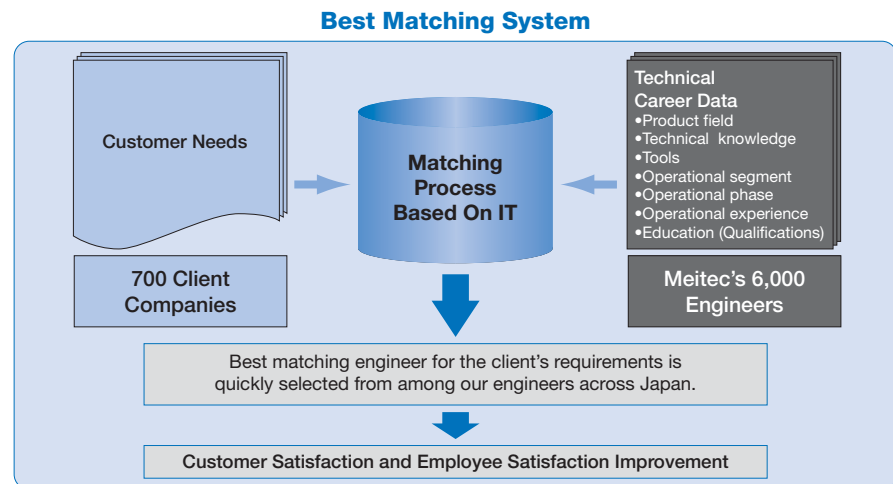 Best Matching System
Customer Needs
700 Client
Companies
Matching
Process
Based On IT
Technical
Career Data
•Product field
•Technical knowledge
•Tools
•Operational segment
•Operational phase
•Operational experience
•Education (Qualifications)
Meitec’s 6,000
Engineers
Best matching engineer for the client’s requirements is
quickly selected from among our engineers across Japan.
Customer Satisfaction and Employee Satisfaction Improvement